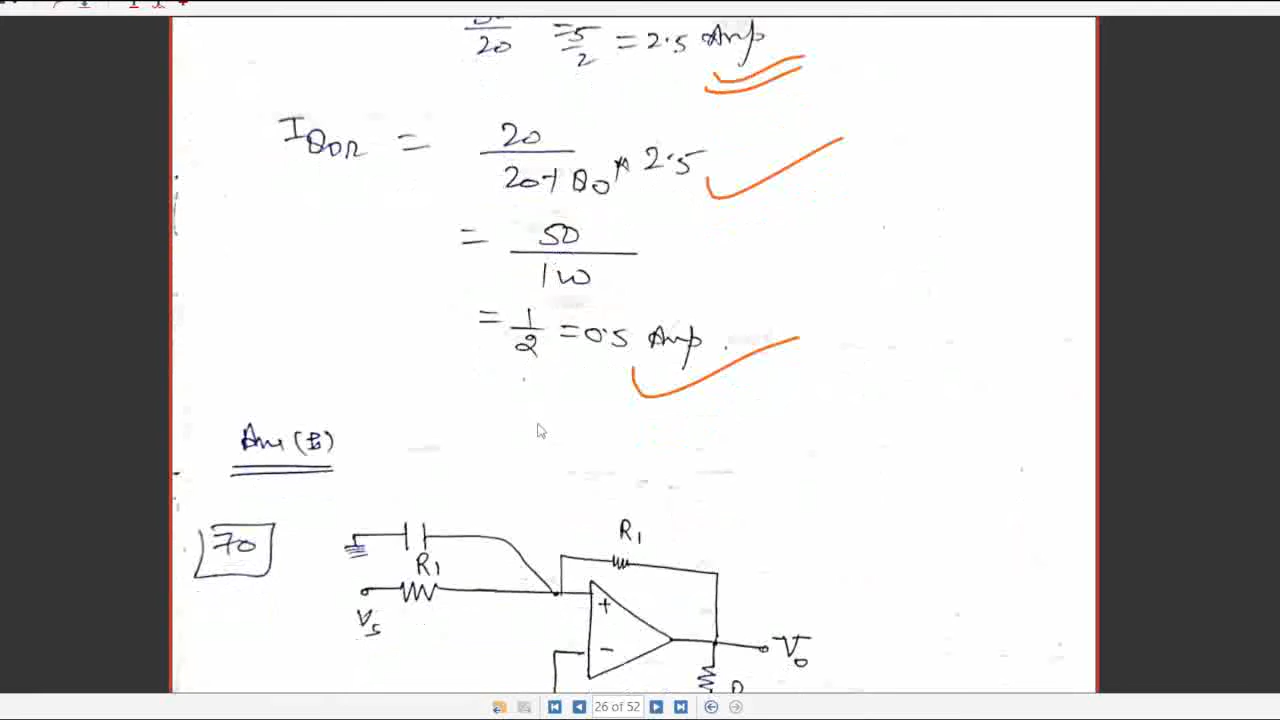 20 = 5/2 = 2.5 Amp
I80Ω = 20/(20+80) * 2.5
= 50/100
= 1/2 = 0.5 Amp.
Ans (B)
70
R1
R1
Vs
+
-
Vo
26 of 52